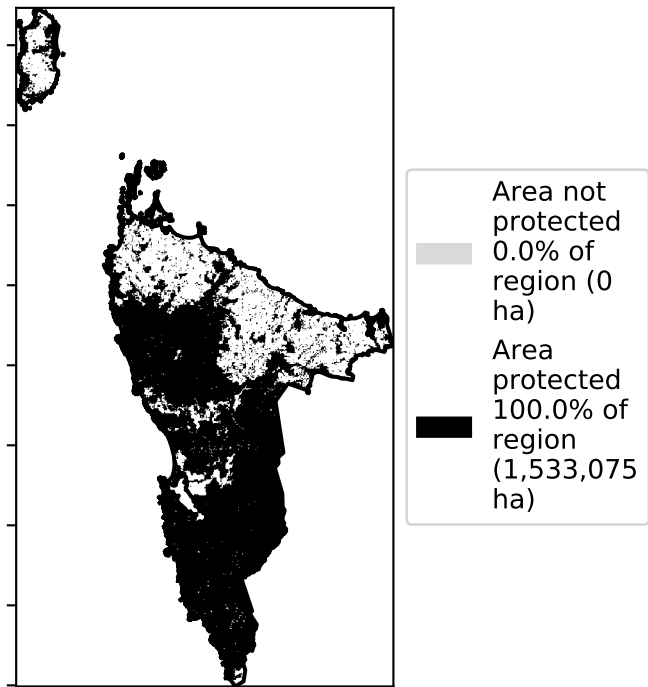 Area not
protected
0.0% of
region (0
ha)
Area
protected
100.0% of
region
(1,533,075
ha)